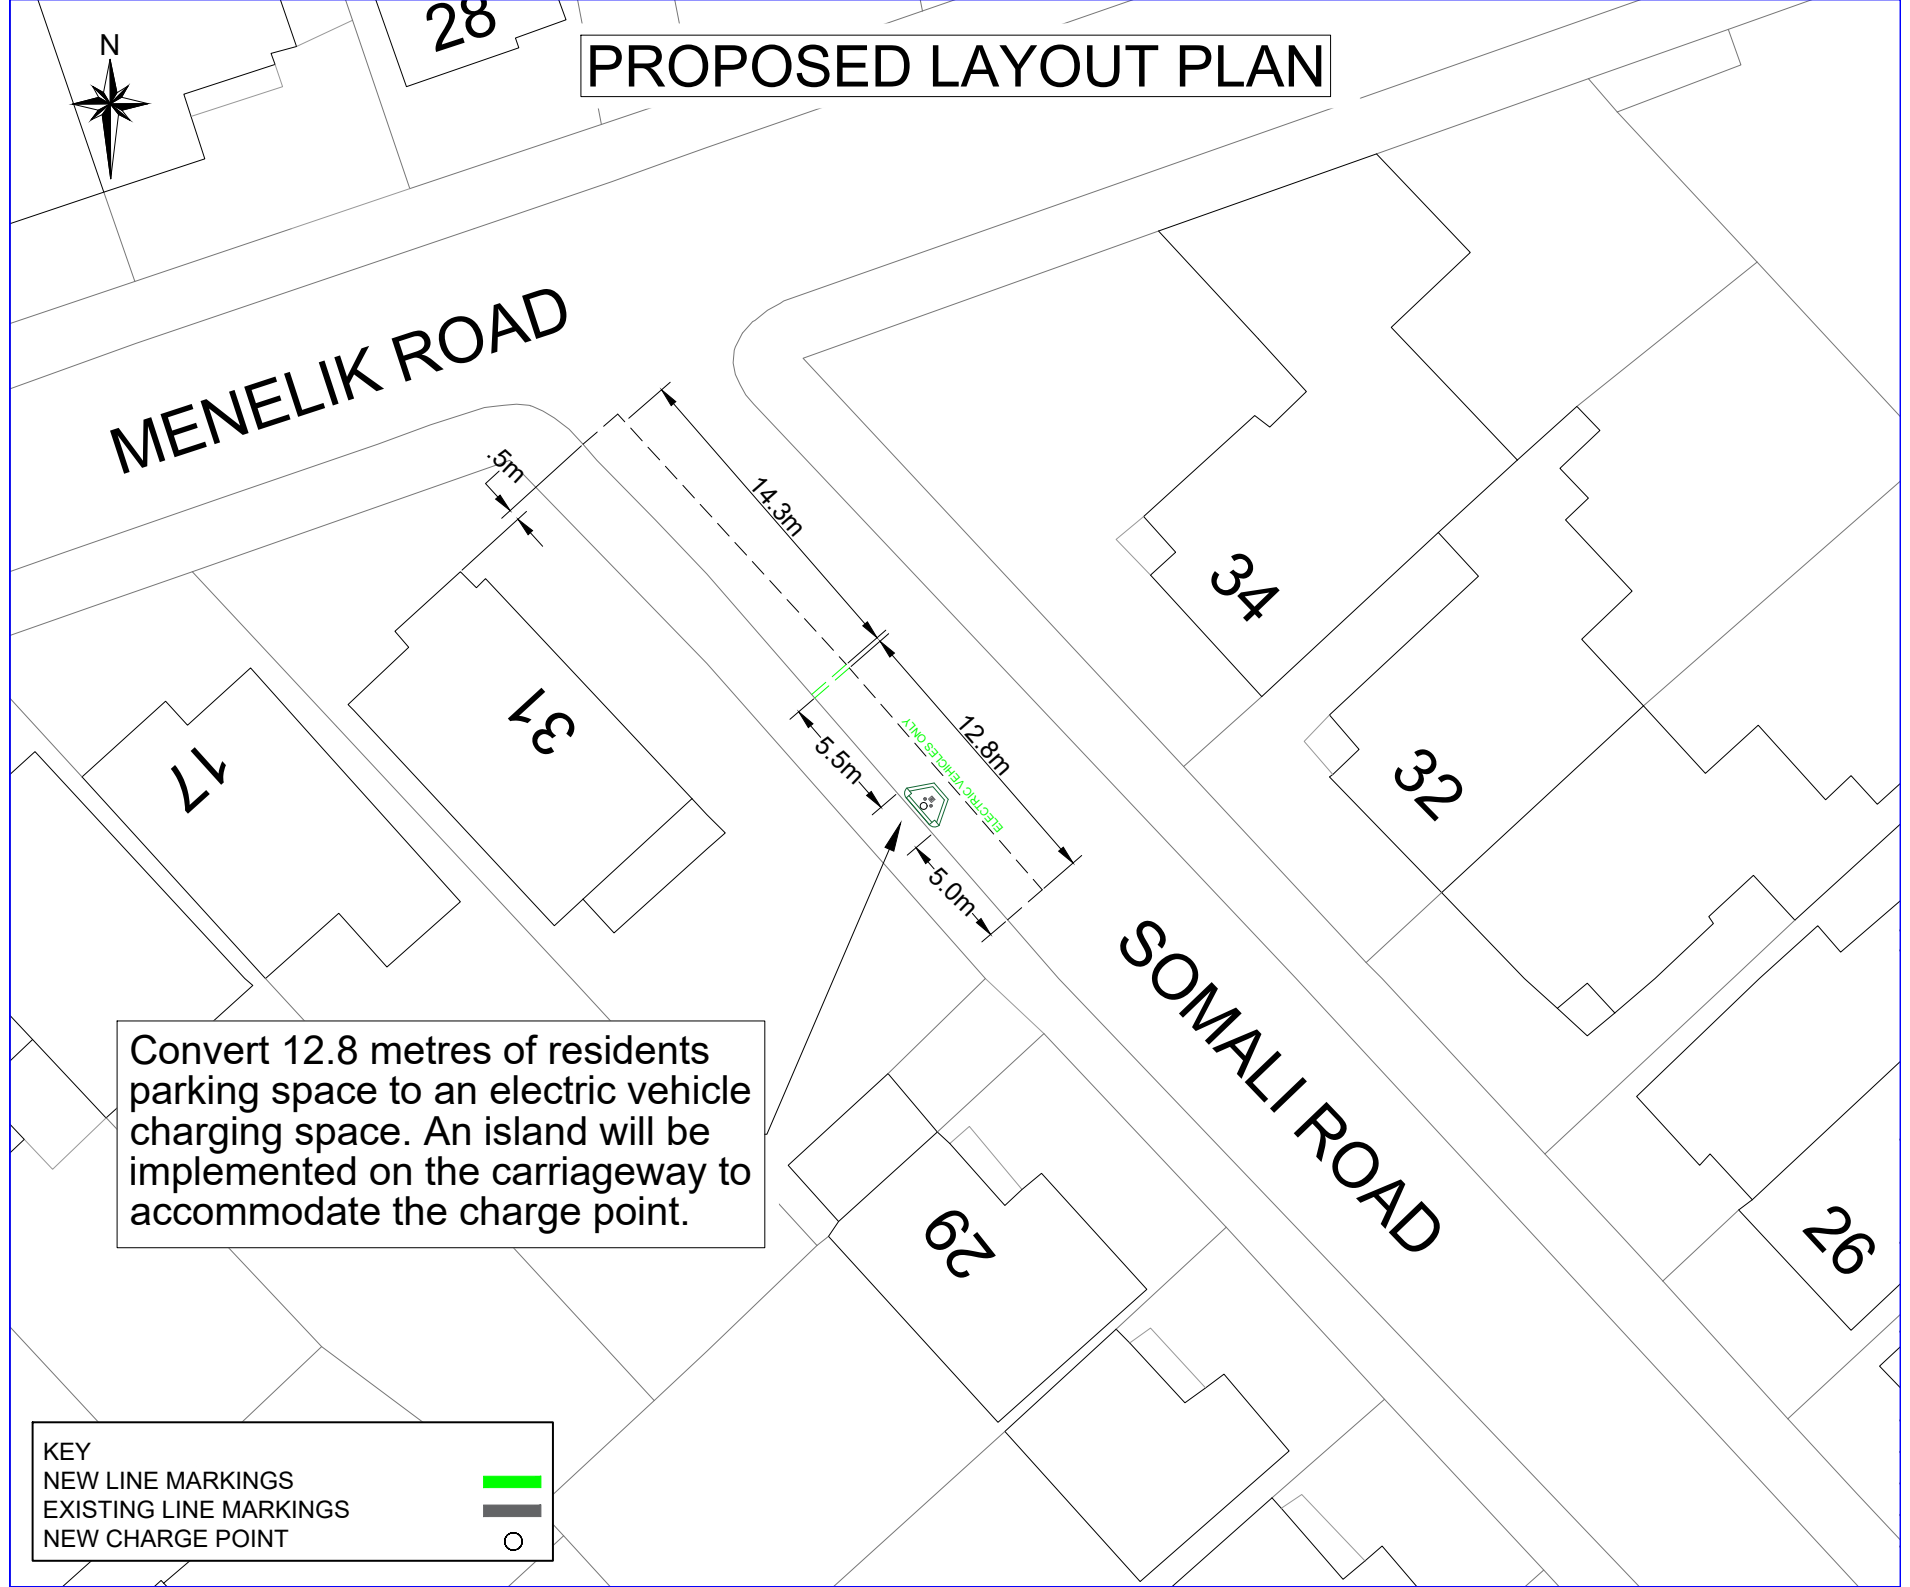 28
N
PROPOSED LAYOUT PLAN
MENELIK ROAD
.5m
14.3m
34
31
17
12.8m
ELECTRIC VEHICLES ONLY
5.5m
32
5.0m
SOMALI ROAD
Convert 12.8 metres of residents
parking space to an electric vehicle
charging space. An island will be
implemented on the carriageway to
accommodate the charge point.
29
26
KEY
NEW LINE MARKINGS
EXISTING LINE MARKINGS
NEW CHARGE POINT